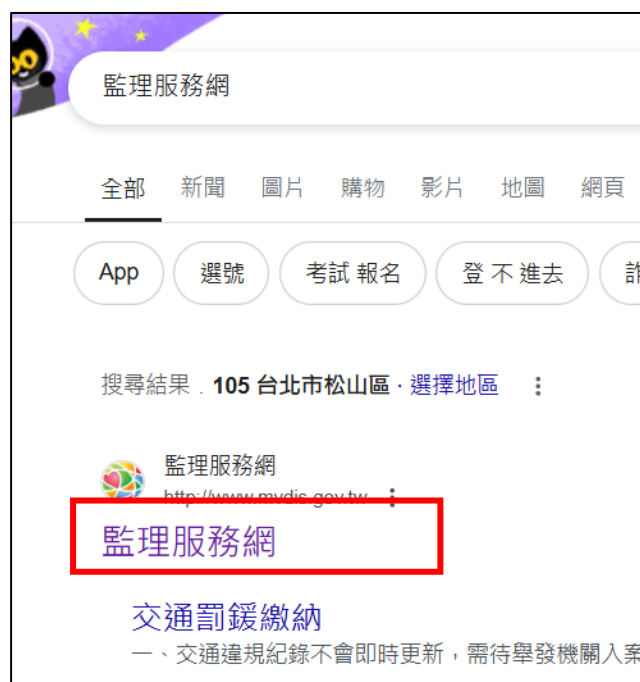 監理服務網
全部 新聞 圖片 購物 影片 地圖 網頁
App 選號 考試 報名 登 不 進去
搜尋結果 . 105 台北市松山區 · 選擇地區
監理服務網
http://www.mvdis.gov.tw
監理服務網
交通罰鍰繳納
一、交通違規紀錄不會即時更新，需待舉發機關入案